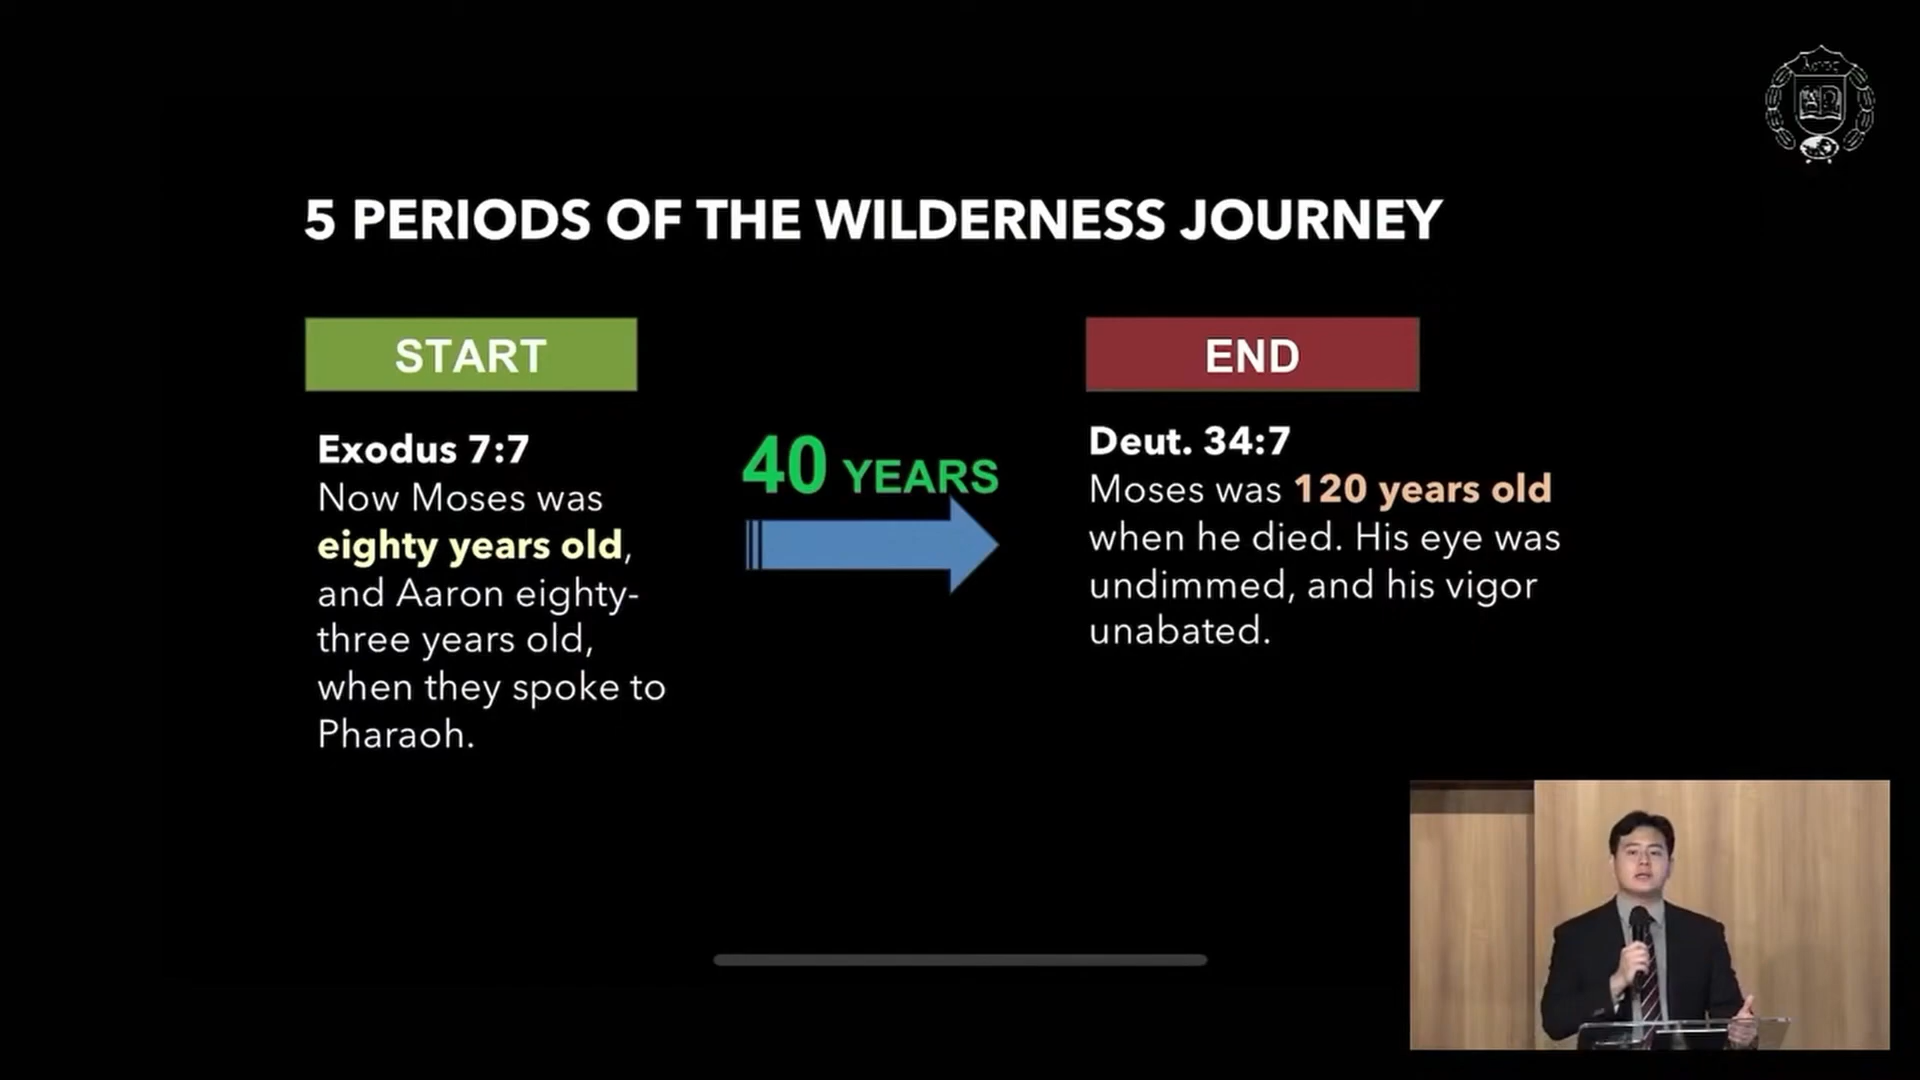 5 PERIODS OF THE WILDERNESS JOURNEY
START
Exodus 7:7
Now Moses was
eighty years old,
and Aaron eighty-
three years old,
when they spoke to
Pharaoh.
40 YEARS
END
Deut. 34:7
Moses was 120 years old
when he died. His eye was
undimmed, and his vigor
unabated.